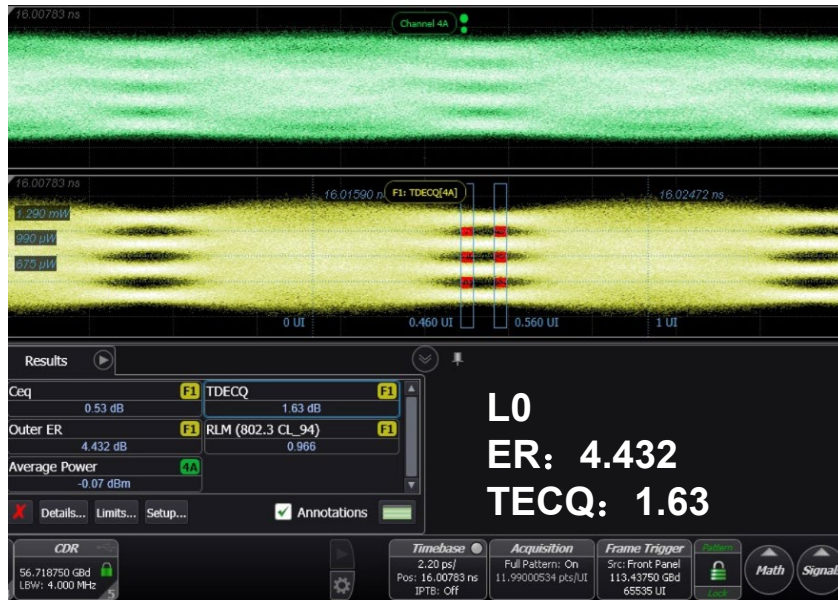 16.00783 ns
Channel 4A
16.00783 ns
16.01590 n
F1: TDECQ[4A]
16.02472 ns
1.290 mW
990 µW
675 µW
0 UI
0.460 UI
0.560 UI
1 UI
Results
Ceq F1
0.53 dB
TDECQ F1
1.63 dB
Outer ER F1
4.432 dB
RLM (802.3 CL_94) F1
0.966
Average Power 4A
-0.07 dBm
Details... Limits... Setup...
Annotations
L0
ER：4.432
TECQ：1.63
CDR
56.718750 GBd
LBW: 4.000 MHz
5
Timebase
2.20 ps/
Pos: 16.00783 ns
IPTB: Off
Acquisition
Full Pattern: On
11.99000534 pts/UI
Frame Trigger
Src: Front Panel
113.43750 GBd
65535 UI
Pattern
Lock
Math
Signal